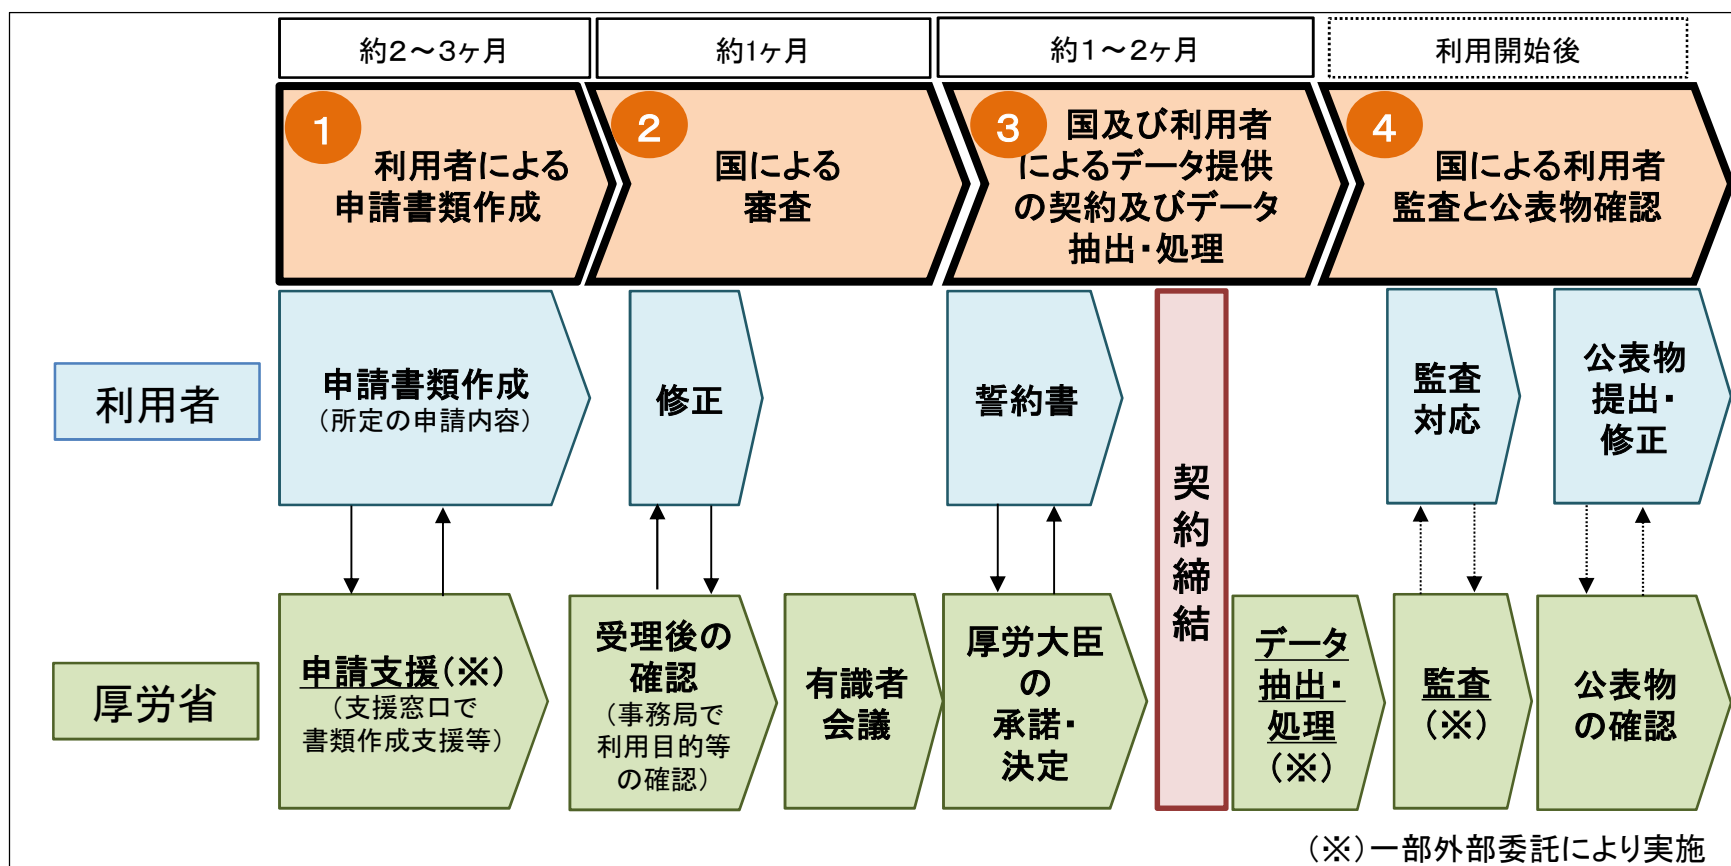 約2～3ヶ月
約1ヶ月
約1～2ヶ月
利用開始後
1
利用者による
申請書類作成
2
国による
審査
3
国及び利用者
によるデータ提供
の契約及びデータ
抽出・処理
4
国による利用者
監査と公表物確認
利用者
申請書類作成
（所定の申請内容）
修正
誓約書
契約締結
監査
対応
公表物
提出・
修正
厚労省
申請支援(※)
（支援窓口で
書類作成支援等）
受理後の
確認
（事務局で
利用目的等
の確認）
有識者
会議
厚労大臣
の
承諾・
決定
データ
抽出・
処理
(※)
監査
(※)
公表物
の確認
(※)一部外部委託により実施